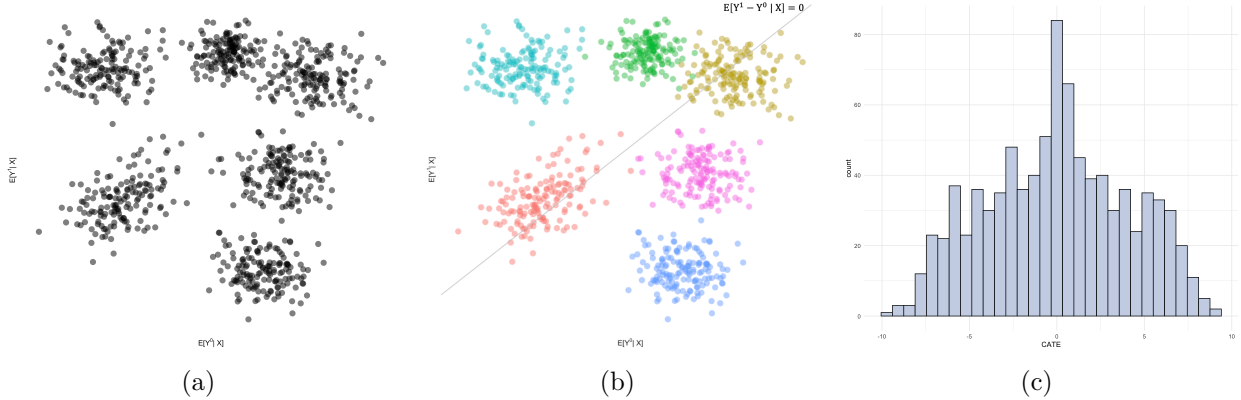 E[Y¹ − Y⁰ | X] = 0
E[Y¹| X]
E[Y⁰| X]
(a)
E[Y¹| X]
E[Y⁰| X]
(b)
80
60
40
20
0
count
-10 -5 0 5 10
CATE
(c)